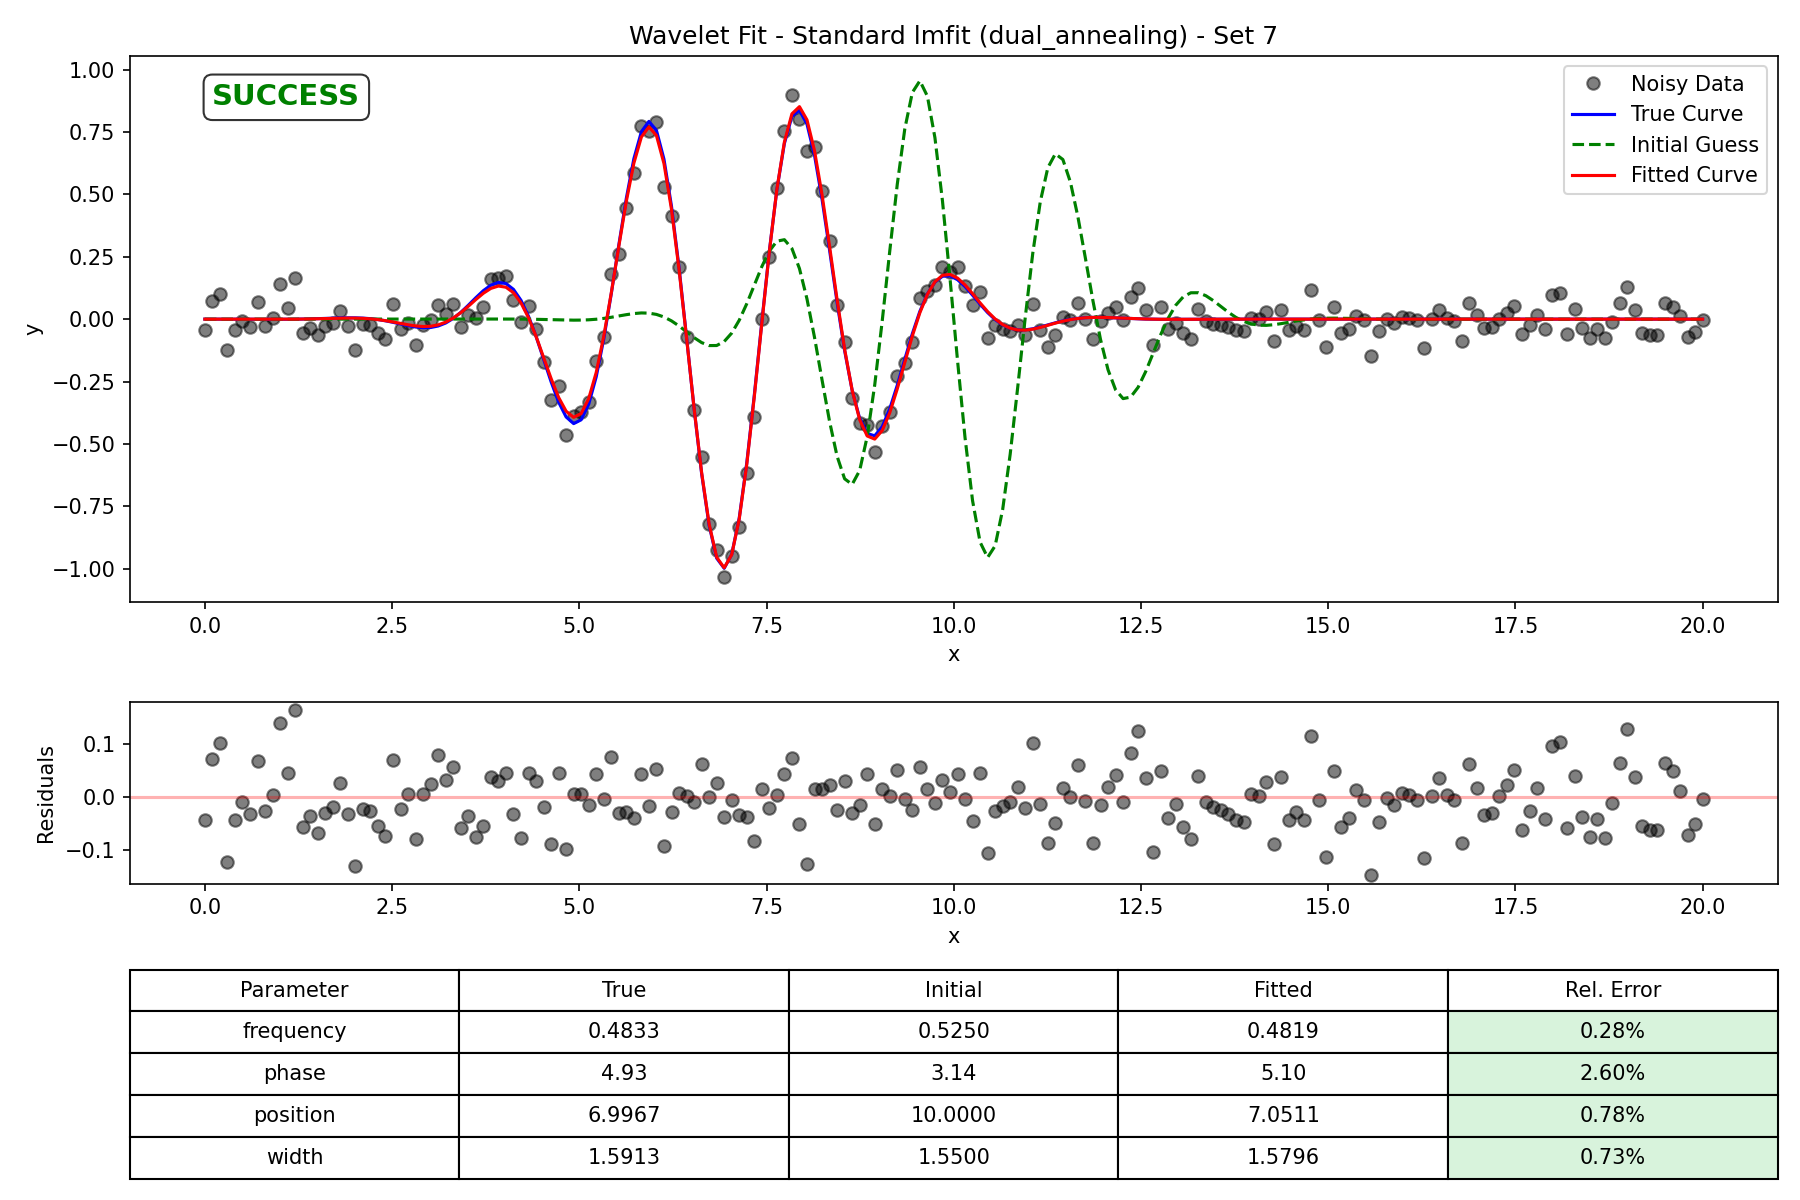 Wavelet Fit - Standard lmfit (dual_annealing) - Set 7
SUCCESS
Noisy Data
True Curve
Initial Guess
Fitted Curve
1.00
0.75
0.50
0.25
0.00
−0.25
−0.50
−0.75
−1.00
y
0.0 2.5 5.0 7.5 10.0 12.5 15.0 17.5 20.0
x
0.1
0.0
−0.1
Residuals
0.0 2.5 5.0 7.5 10.0 12.5 15.0 17.5 20.0
x
Parameter True Initial Fitted Rel. Error
frequency 0.4833 0.5250 0.4819 0.28%
phase 4.93 3.14 5.10 2.60%
position 6.9967 10.0000 7.0511 0.78%
width 1.5913 1.5500 1.5796 0.73%